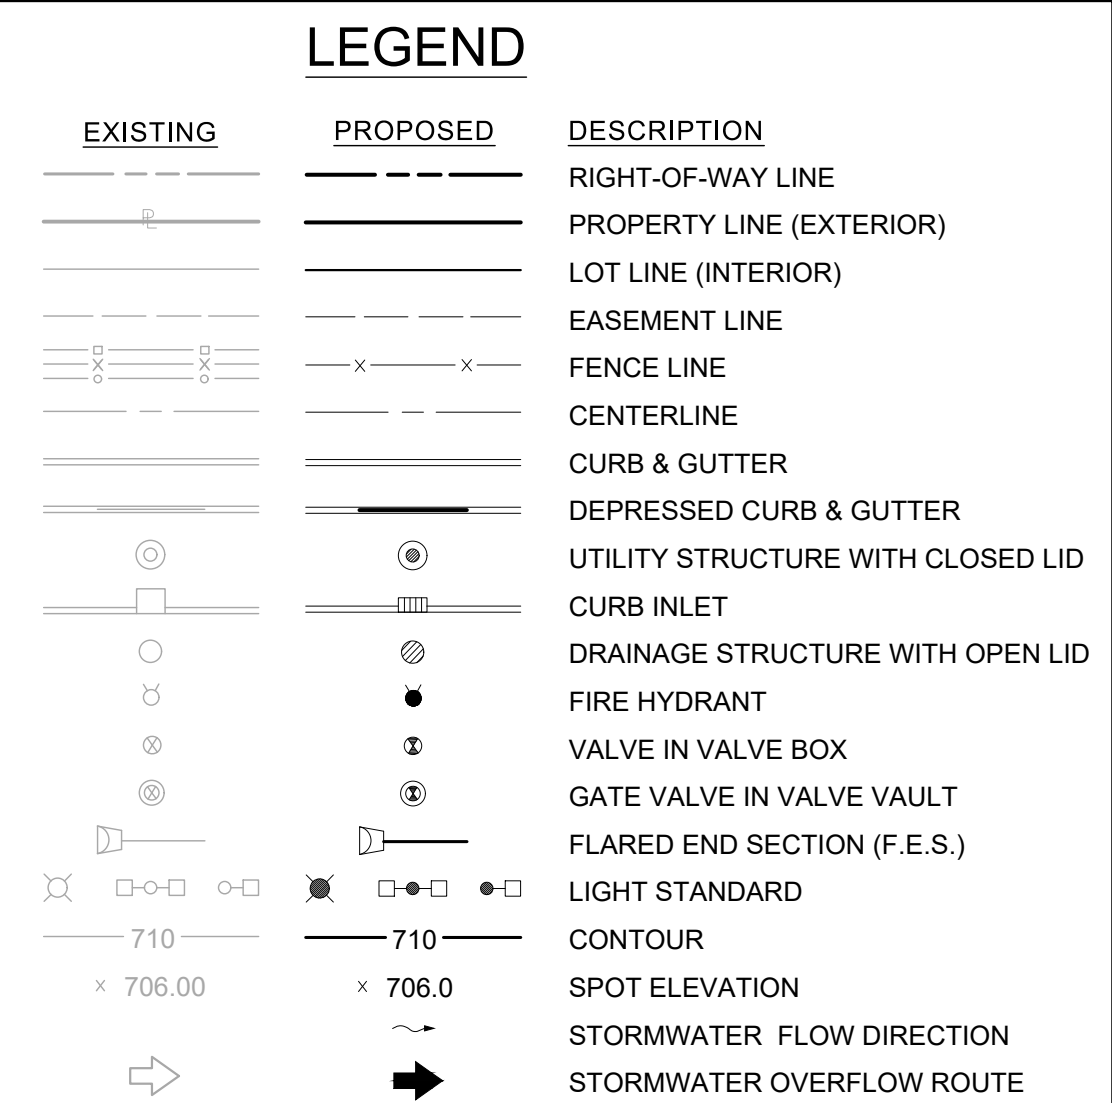 LEGEND
EXISTING PROPOSED DESCRIPTION
RIGHT-OF-WAY LINE
PL PROPERTY LINE (EXTERIOR)
LOT LINE (INTERIOR)
EASEMENT LINE
X X X X FENCE LINE
CENTERLINE
CURB & GUTTER
DEPRESSED CURB & GUTTER
UTILITY STRUCTURE WITH CLOSED LID
CURB INLET
DRAINAGE STRUCTURE WITH OPEN LID
FIRE HYDRANT
VALVE IN VALVE BOX
GATE VALVE IN VALVE VAULT
FLARED END SECTION (F.E.S.)
LIGHT STANDARD
710 710 CONTOUR
x 706.00 x 706.0 SPOT ELEVATION
STORMWATER FLOW DIRECTION
STORMWATER OVERFLOW ROUTE